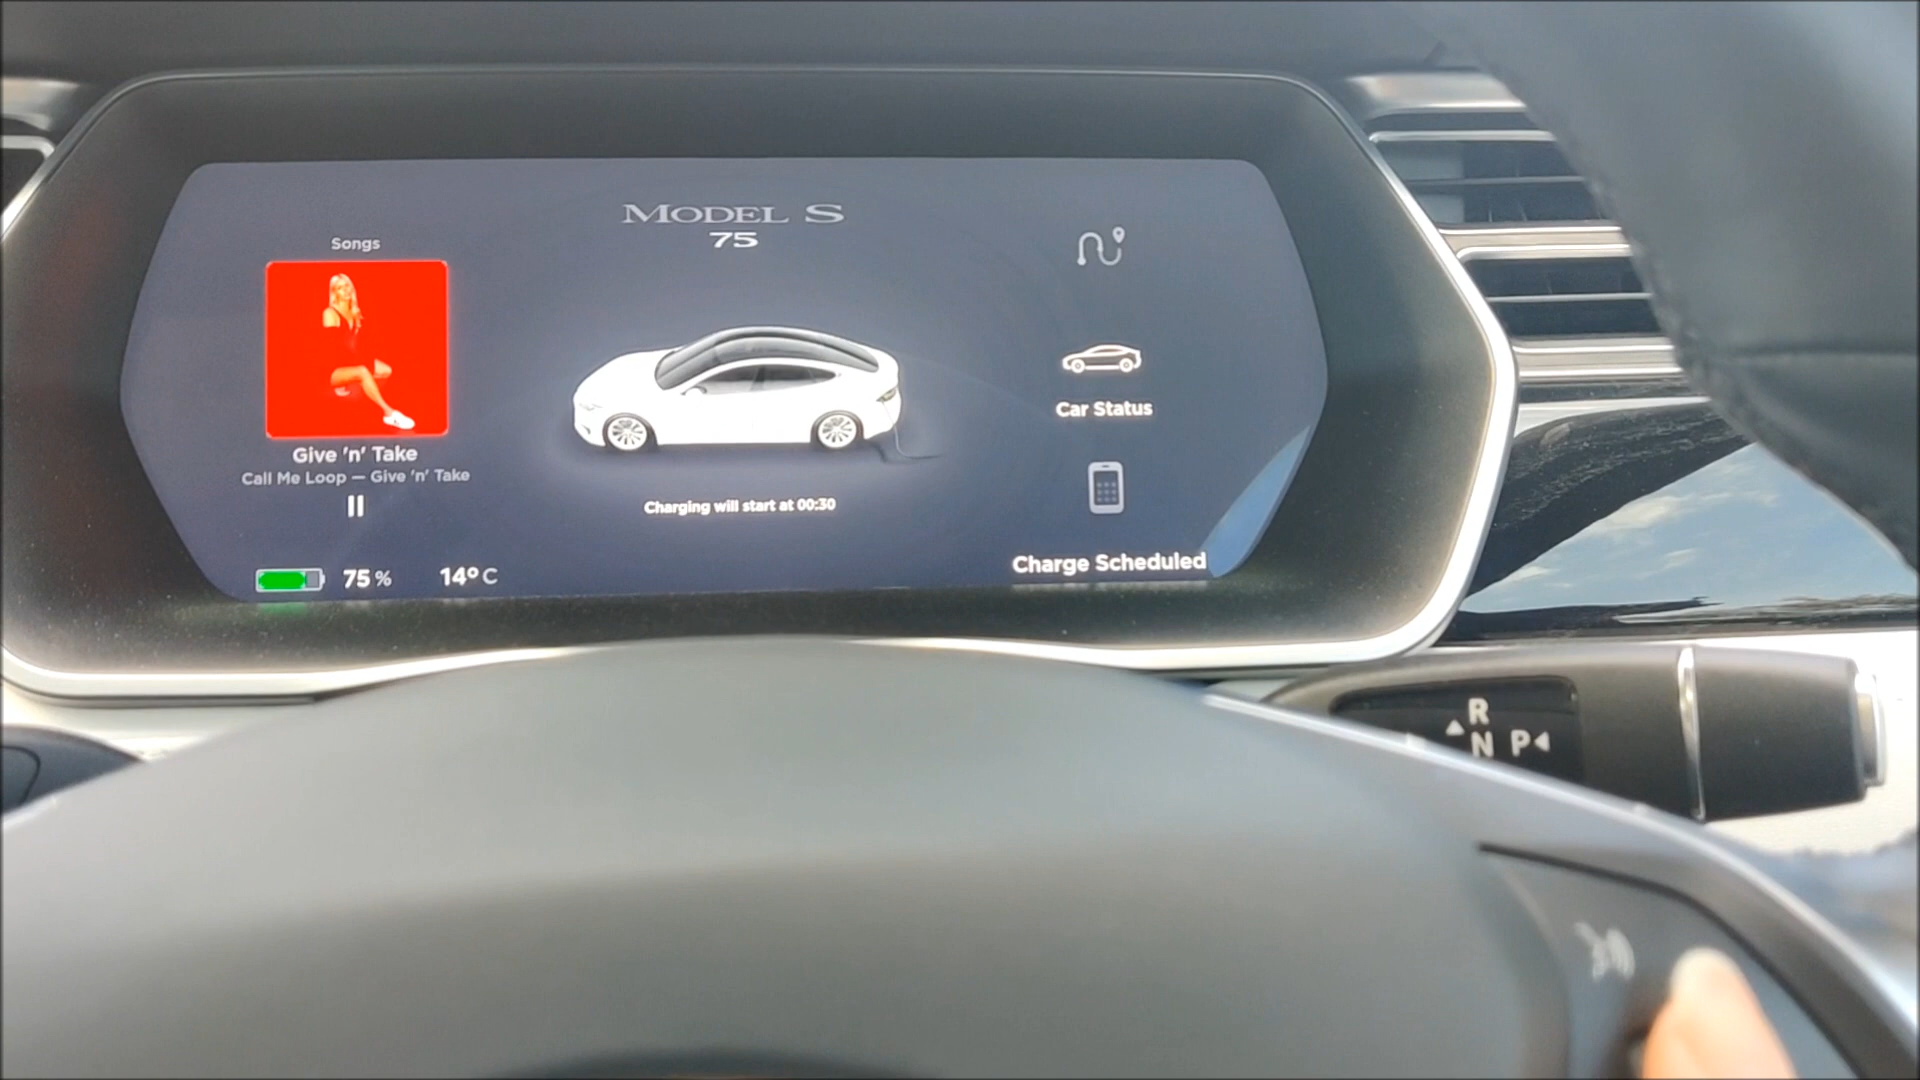 MODEL S
75
Songs
Give 'n' Take
Call Me Loop — Give 'n' Take
Car Status
Charging will start at 00:30
Charge Scheduled
75 %
14° C
R
N P